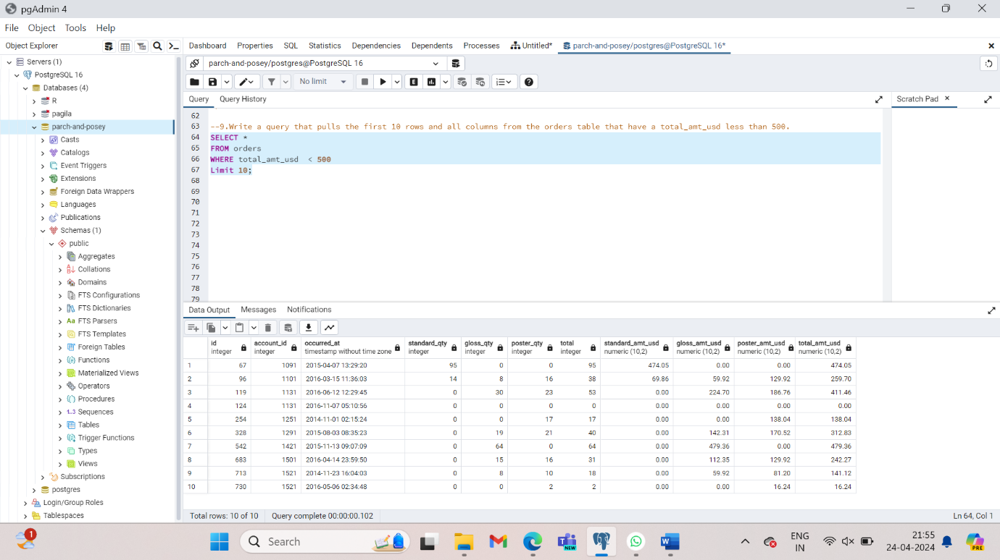 pgAdmin 4
File Object Tools Help
Object Explorer
Dashboard Properties SQL Statistics Dependencies Dependents Processes Untitled* parch-and-posey/postgres@PostgreSQL 16*
Servers (1)
PostgreSQL 16
Databases (4)
R
pagila
parch-and-posey
Casts
Catalogs
Event Triggers
Extensions
Foreign Data Wrappers
Languages
Publications
Schemas (1)
public
Aggregates
Collations
Domains
FTS Configurations
FTS Dictionaries
Aa FTS Parsers
FTS Templates
Foreign Tables
Functions
Materialized Views
Operators
Procedures
1..3 Sequences
Tables
Trigger Functions
Types
Views
Subscriptions
postgres
Login/Group Roles
Tablespaces
parch-and-posey/postgres@PostgreSQL 16
No limit
E
Query Query History
Scratch Pad
62
63 --9.Write a query that pulls the first 10 rows and all columns from the orders table that have a total_amt_usd less than 500.
64 SELECT *
65 FROM orders
66 WHERE total_amt_usd < 500
67 Limit 10;
68
69
70
71
72
73
74
75
76
77
78
79
Data Output Messages Notifications
id account_id occurred_at standard_qty gloss_qty poster_qty total standard_amt_usd gloss_amt_usd poster_amt_usd total_amt_usd
integer integer timestamp without time zone integer integer integer integer numeric (10,2) numeric (10,2) numeric (10,2) numeric (10,2)
1 67 1091 2015-04-07 13:29:20 95 0 0 95 474.05 0.00 0.00 474.05
2 96 1101 2016-03-15 11:36:03 14 8 16 38 69.86 59.92 129.92 259.70
3 119 1131 2016-06-12 12:29:45 0 30 23 53 0.00 224.70 186.76 411.46
4 124 1131 2016-11-07 05:10:56 0 0 0 0 0.00 0.00 0.00 0.00
5 254 1251 2014-11-01 02:15:24 0 0 17 17 0.00 0.00 138.04 138.04
6 328 1291 2015-08-03 08:35:23 0 19 21 40 0.00 142.31 170.52 312.83
7 542 1421 2015-11-13 09:07:09 0 64 0 64 0.00 479.36 0.00 479.36
8 683 1501 2016-04-14 23:59:50 0 15 16 31 0.00 112.35 129.92 242.27
9 713 1521 2014-11-23 16:04:03 0 8 10 18 0.00 59.92 81.20 141.12
10 730 1521 2016-05-06 02:34:48 0 0 2 2 0.00 0.00 16.24 16.24
Total rows: 10 of 10 Query complete 00:00:00.102
Ln 64, Col 1
1
Search
NEW
W
ENG
IN
21:55
24-04-2024
PRE